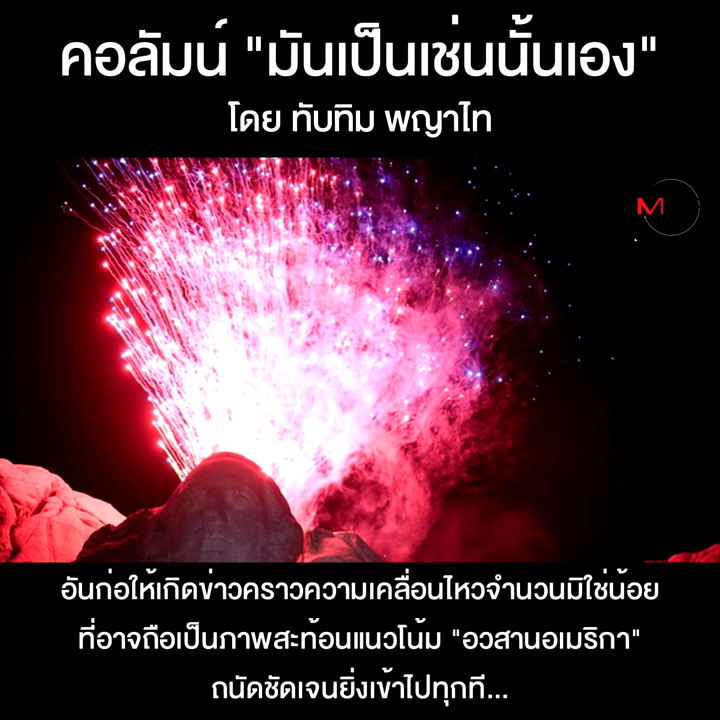 คอลัมน์ "มันเป็นเช่นนั้นเอง"
โดย ทับทิม พญาไท
M
อันก่อให้เกิดข่าวคราวความเคลื่อนไหวจำนวนมิใช่น้อย
ที่อาจถือเป็นภาพสะท้อนแนวโน้ม "อวสานอเมริกา"
ถนัดชัดเจนยิ่งเข้าไปทุกที...